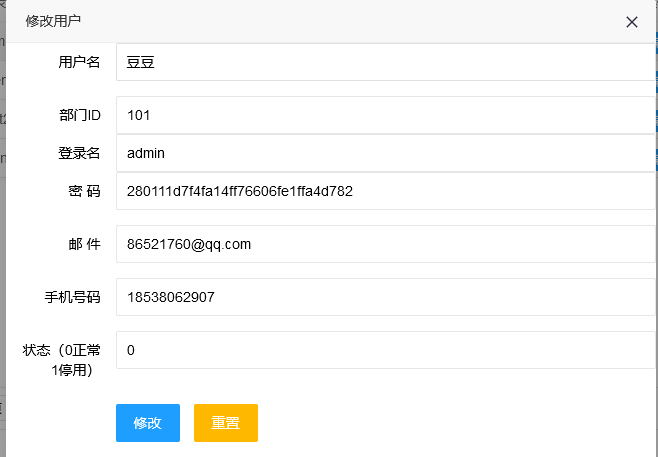 修改用户
用户名 豆豆
部门ID 101
登录名 admin
密 码 280111d7f4fa14ff76606fe1ffa4d782
邮 件 86521760@qq.com
手机号码 18538062907
状态（0正常 0
1停用）
修改 重置